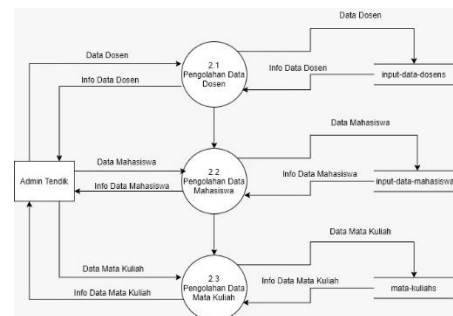 Data Dosen
Data Dosen
2.1
Pengolahan Data
Dosen
Info Data Dosen
Info Data Dosen
input-data-dosens
Data Mahasiswa
Data Mahasiswa
2.2
Pengolahan Data
Mahasiswa
Info Data Mahasiswa
Admin Tendik
Info Data Mahasiswa
input-data-mahasiswa
Data Mata Kuliah
Data Mata Kuliah
2.3
Pengolahan Data
Mata Kuliah
Info Data Mata Kuliah
Info Data Mata Kuliah
mata-kuliahs